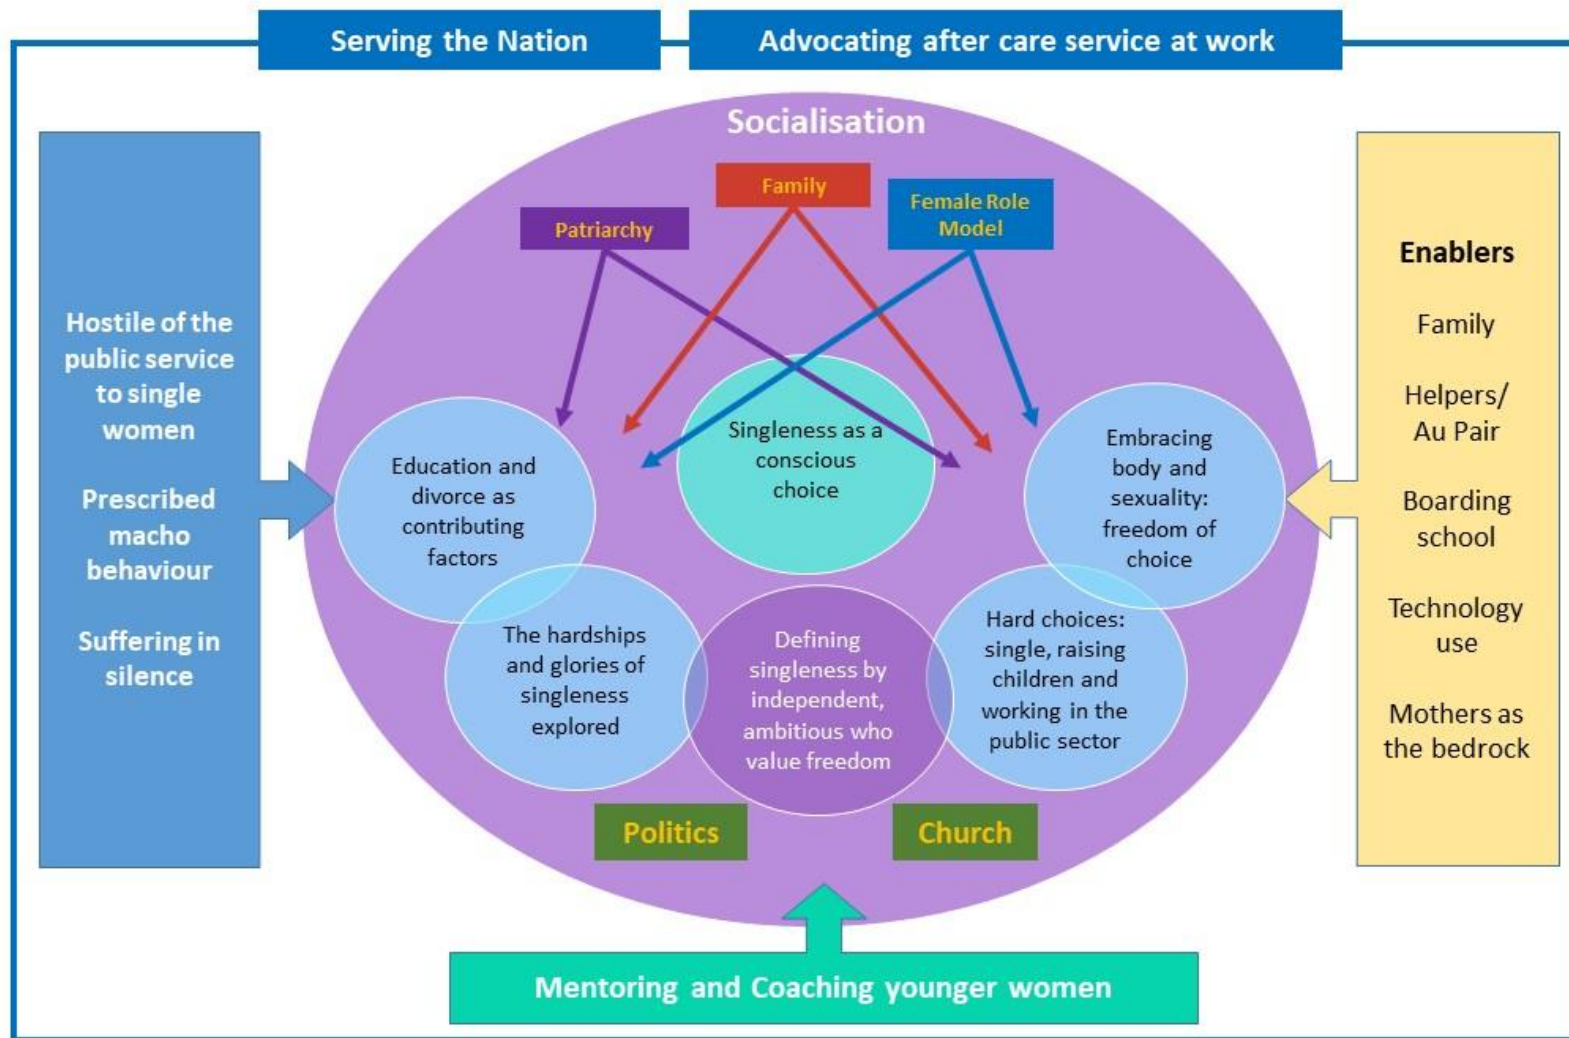 Serving the Nation
Advocating after care service at work
Socialisation
Family
Patriarchy
Female Role
Model
Hostile of the
public service
to single
women
Prescribed
macho
behaviour
Suffering in
silence
Education and
divorce as
contributing
factors
Singleness as a
conscious
choice
Embracing
body and
sexuality:
freedom of
choice
The hardships
and glories of
singleness
explored
Defining
singleness by
independent,
ambitious who
value freedom
Hard choices:
single, raising
children and
working in the
public sector
Politics
Church
Enablers
Family
Helpers/
Au Pair
Boarding
school
Technology
use
Mothers as
the bedrock
Mentoring and Coaching younger women